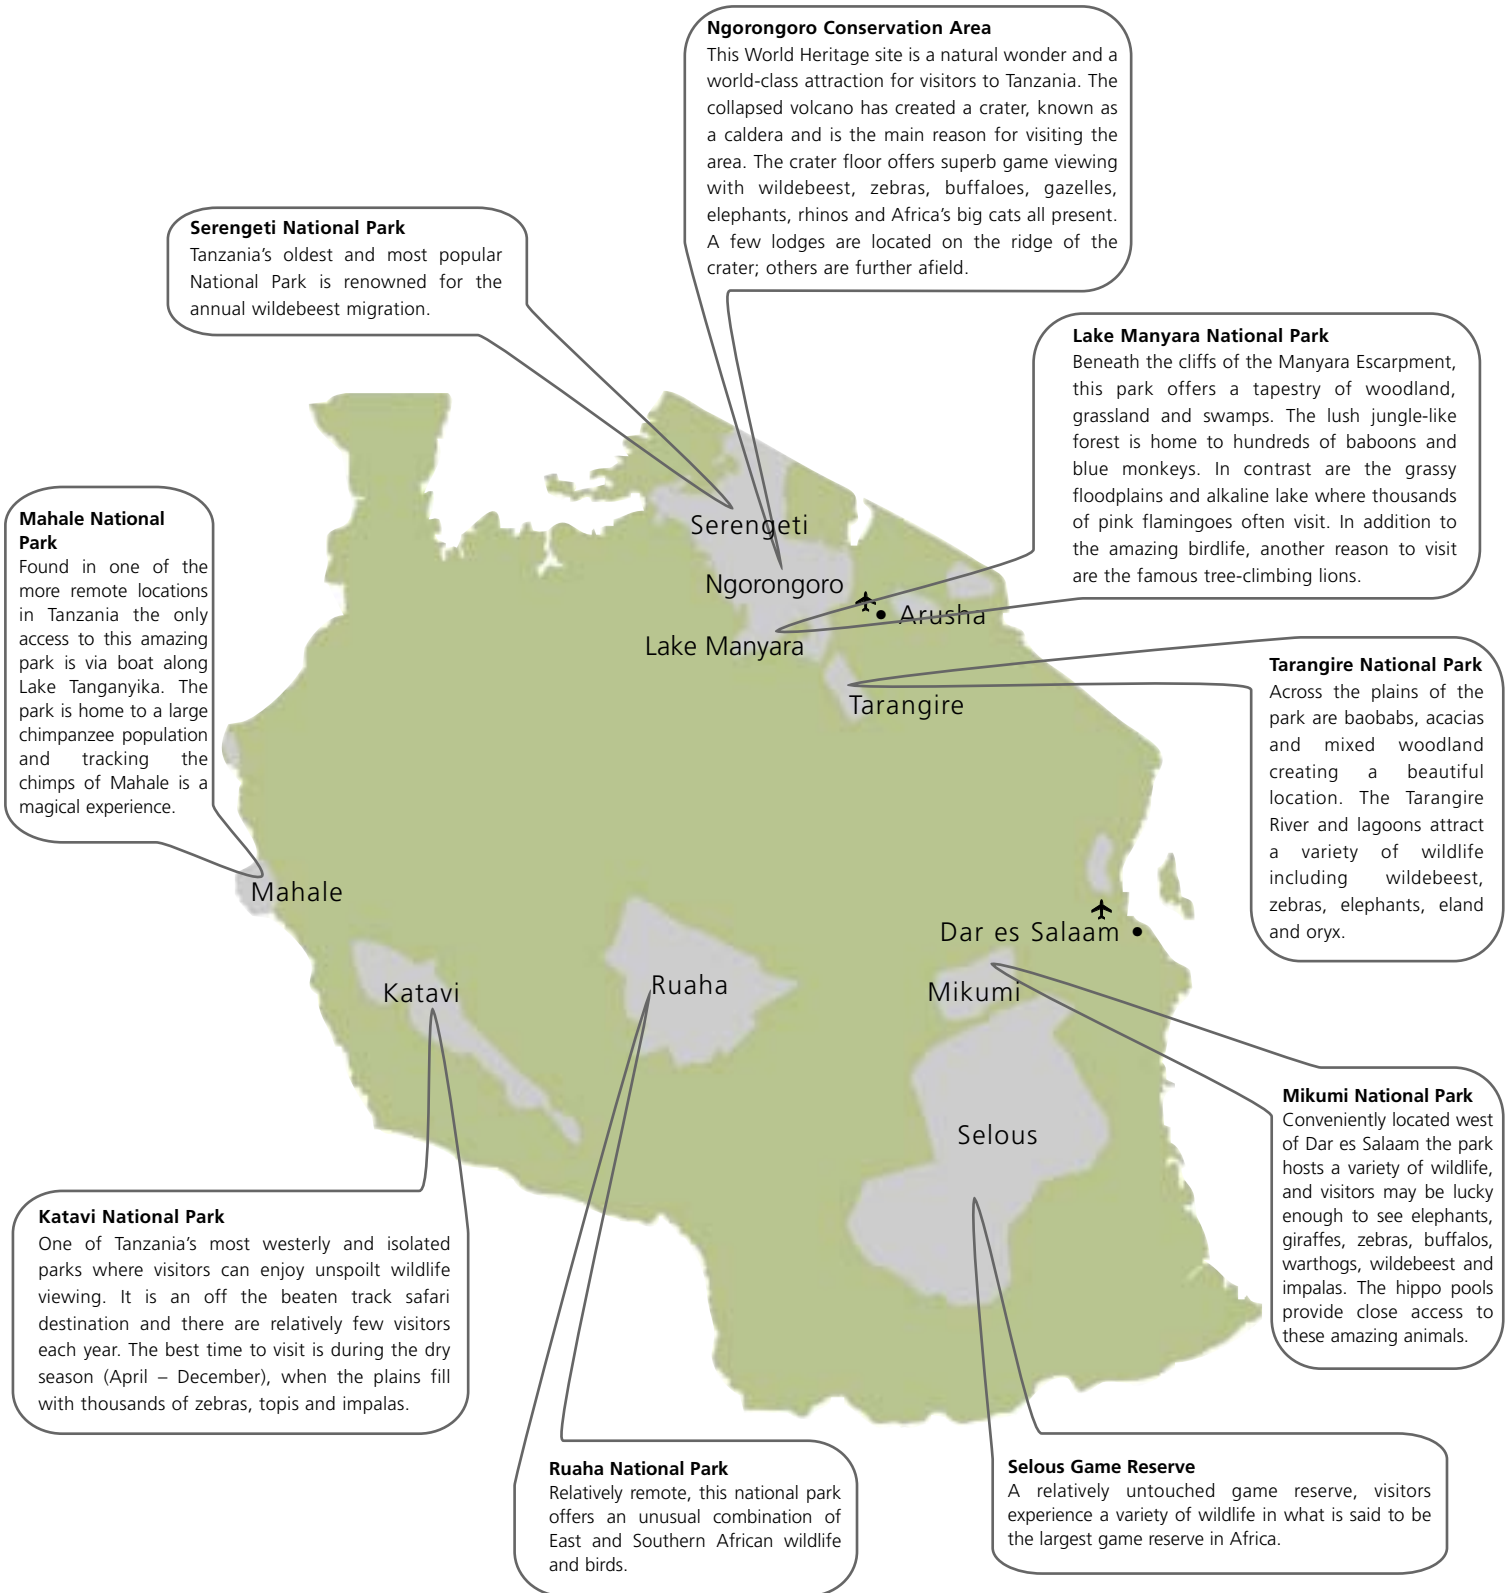 Ngorongoro Conservation Area
This World Heritage site is a natural wonder and a
world-class attraction for visitors to Tanzania. The
collapsed volcano has created a crater, known as
a caldera and is the main reason for visiting the
area. The crater floor offers superb game viewing
with wildebeest, zebras, buffaloes, gazelles,
elephants, rhinos and Africa's big cats all present.
A few lodges are located on the ridge of the
crater; others are further afield.
Serengeti National Park
Tanzania's oldest and most popular
National Park is renowned for the
annual wildebeest migration.
Lake Manyara National Park
Beneath the cliffs of the Manyara Escarpment,
this park offers a tapestry of woodland,
grassland and swamps. The lush jungle-like
forest is home to hundreds of baboons and
blue monkeys. In contrast are the grassy
floodplains and alkaline lake where thousands
of pink flamingoes often visit. In addition to
the amazing birdlife, another reason to visit
are the famous tree-climbing lions.
Mahale National
Park
Found in one of the
more remote locations
in Tanzania the only
access to this amazing
park is via boat along
Lake Tanganyika. The
park is home to a large
chimpanzee population
and tracking the
chimps of Mahale is a
magical experience.
Serengeti
Ngorongoro
Arusha
Lake Manyara
Tarangire
Tarangire National Park
Across the plains of the
park are baobabs, acacias
and mixed woodland
creating a beautiful
location. The Tarangire
River and lagoons attract
a variety of wildlife
including wildebeest,
zebras, elephants, eland
and oryx.
Mahale
Dar es Salaam
Katavi
Ruaha
Mikumi
Selous
Mikumi National Park
Conveniently located west
of Dar es Salaam the park
hosts a variety of wildlife,
and visitors may be lucky
enough to see elephants,
giraffes, zebras, buffalos,
warthogs, wildebeest and
impalas. The hippo pools
provide close access to
these amazing animals.
Katavi National Park
One of Tanzania's most westerly and isolated
parks where visitors can enjoy unspoilt wildlife
viewing. It is an off the beaten track safari
destination and there are relatively few visitors
each year. The best time to visit is during the dry
season (April – December), when the plains fill
with thousands of zebras, topis and impalas.
Ruaha National Park
Relatively remote, this national park
offers an unusual combination of
East and Southern African wildlife
and birds.
Selous Game Reserve
A relatively untouched game reserve, visitors
experience a variety of wildlife in what is said to be
the largest game reserve in Africa.